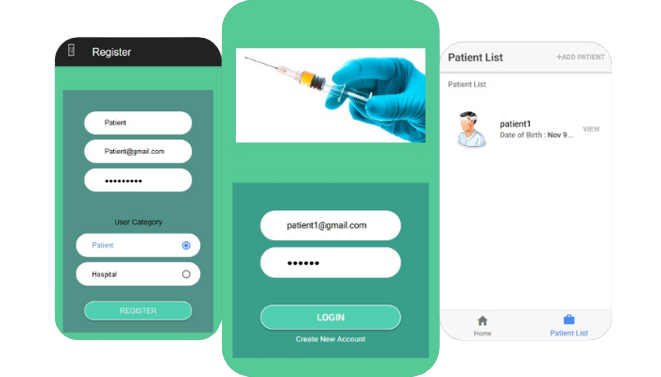 Register
Patient
Patient@gmail.com
•••••••••
User Category
Patient
Hospital
REGISTER
patient1@gmail.com
••••••
LOGIN
Create New Account
Patient List
+ADD PATIENT
Patient List
patient1
Date of Birth : Nov 9...
VIEW
Home
Patient List